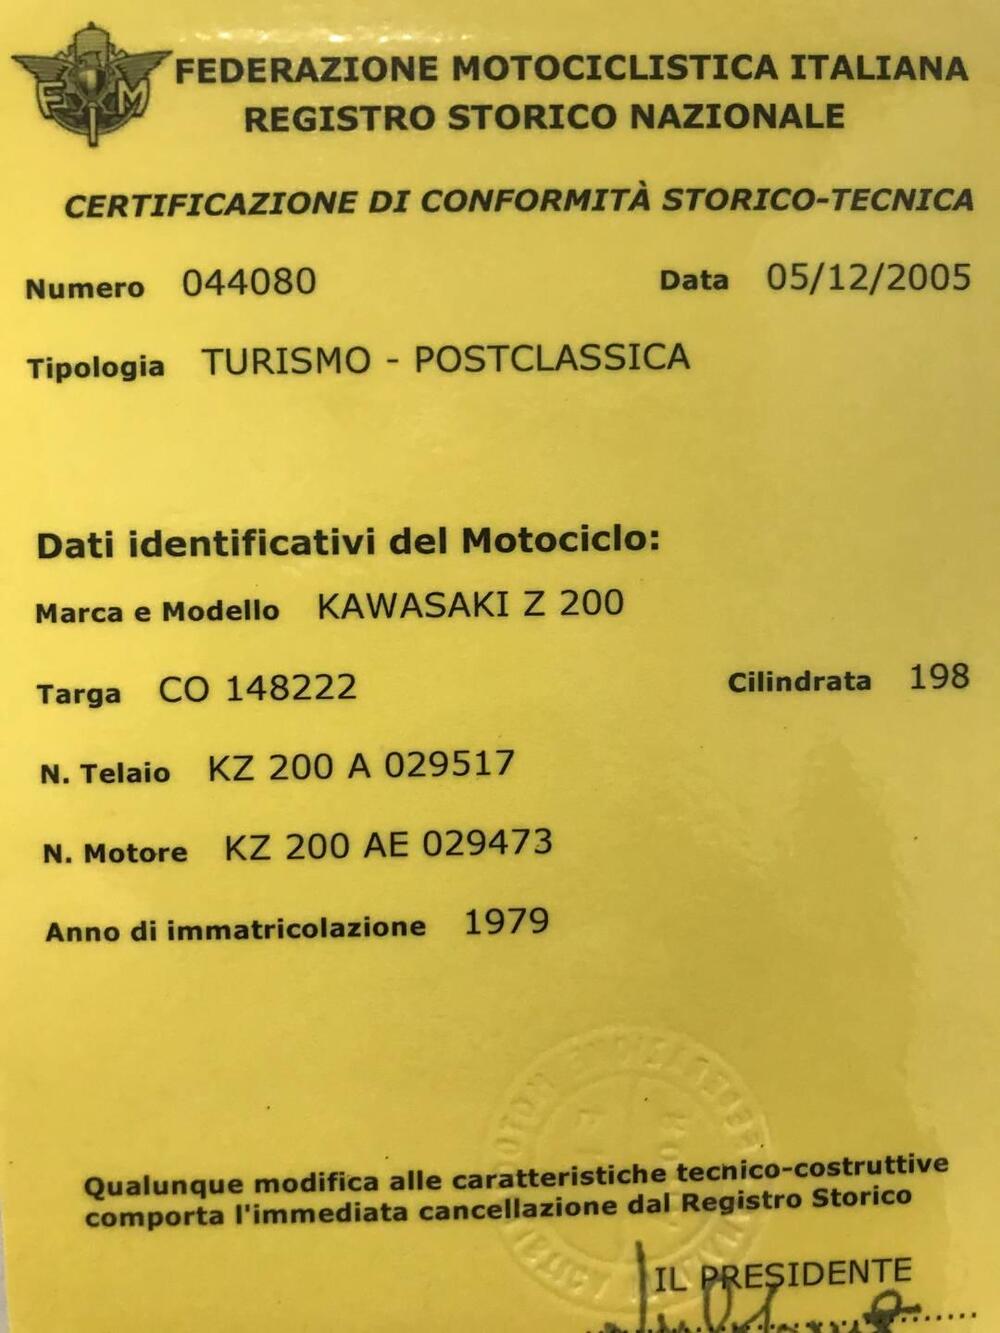 FEDERAZIONE MOTOCICLISTICA ITALIANA
REGISTRO STORICO NAZIONALE
FM
CERTIFICAZIONE DI CONFORMITÀ STORICO-TECNICA
Numero 044080 Data 05/12/2005
Tipologia TURISMO - POSTCLASSICA
Dati identificativi del Motociclo:
Marca e Modello KAWASAKI Z 200
Targa CO 148222 Cilindrata 198
N. Telaio KZ 200 A 029517
N. Motore KZ 200 AE 029473
Anno di immatricolazione 1979
Qualunque modifica alle caratteristiche tecnico-costruttive
comporta l'immediata cancellazione dal Registro Storico
IL PRESIDENTE